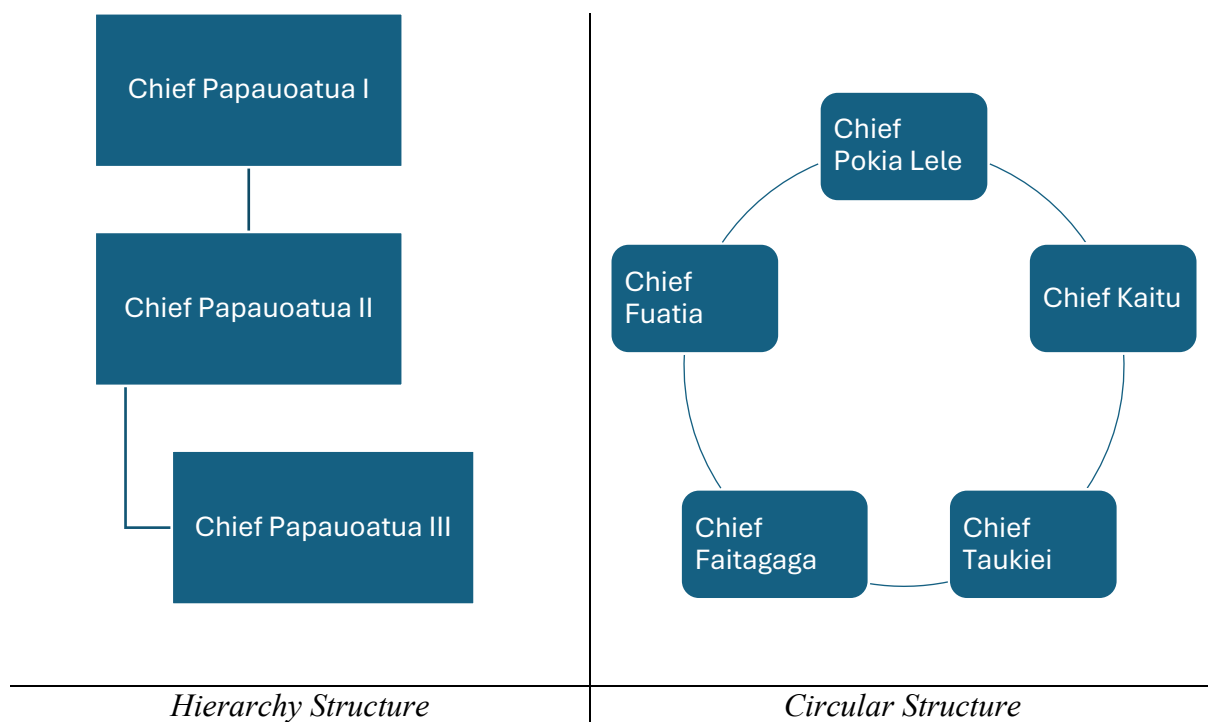 Chief Papauoatua I
Chief Papauoatua II
Chief Papauoatua III
Hierarchy Structure
Chief
Pokia Lele
Chief Kaitu
Chief
Taukiei
Chief
Faitagaga
Chief
Fuatia
Circular Structure